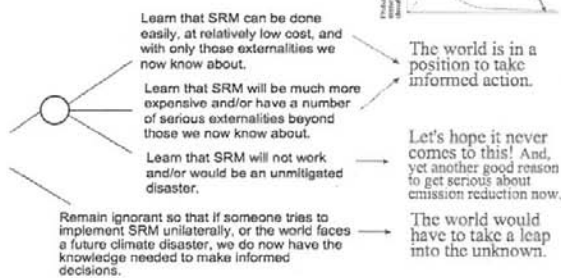 Learn that SRM can be done
easily, at relatively low cost, and
with only those externalities we
now know about.
The world is in a
position to take
informed action.
Learn that SRM will be much more
expensive and/or have a number
of serious externalities beyond
those we now know about.
Learn that SRM will not work
and/or would be an unmitigated
disaster.
Let's hope it never
comes to this! And,
yet another good reason
to get serious about
emission reduction now.
Remain ignorant so that if someone tries to
implement SRM unilaterally, or the world faces
a future climate disaster, we do now have the
knowledge needed to make informed
decisions.
The world would
have to take a leap
into the unknown.